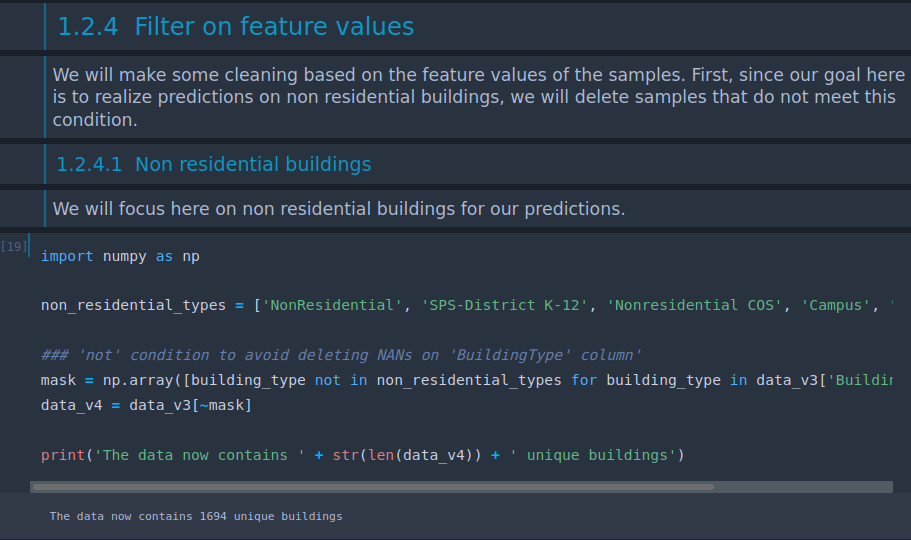 1.2.4 Filter on feature values
We will make some cleaning based on the feature values of the samples. First, since our goal here
is to realize predictions on non residential buildings, we will delete samples that do not meet this
condition.
1.2.4.1 Non residential buildings
We will focus here on non residential buildings for our predictions.
[19]
import numpy as np
non_residential_types = ['NonResidential', 'SPS-District K-12', 'Nonresidential COS', 'Campus', '
### 'not' condition to avoid deleting NANs on 'BuildingType' column'
mask = np.array([building_type not in non_residential_types for building_type in data_v3['Buildin
data_v4 = data_v3[~mask]
print('The data now contains ' + str(len(data_v4)) + ' unique buildings')
The data now contains 1694 unique buildings